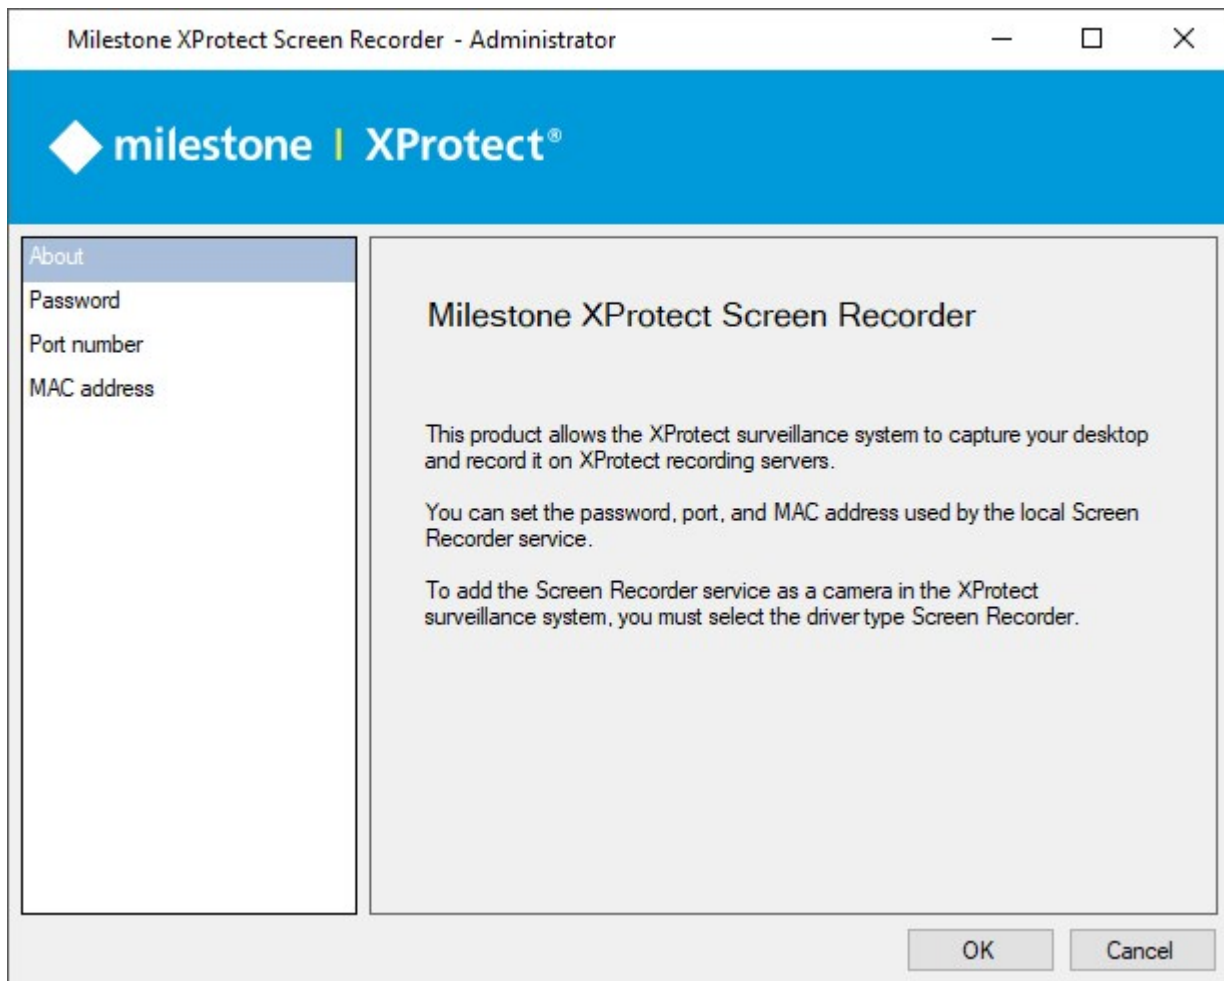 Milestone XProtect Screen Recorder - Administrator
milestone | XProtect®
About
Password
Port number
MAC address
Milestone XProtect Screen Recorder
This product allows the XProtect surveillance system to capture your desktop
and record it on XProtect recording servers.
You can set the password, port, and MAC address used by the local Screen
Recorder service.
To add the Screen Recorder service as a camera in the XProtect
surveillance system, you must select the driver type Screen Recorder.
OK
Cancel